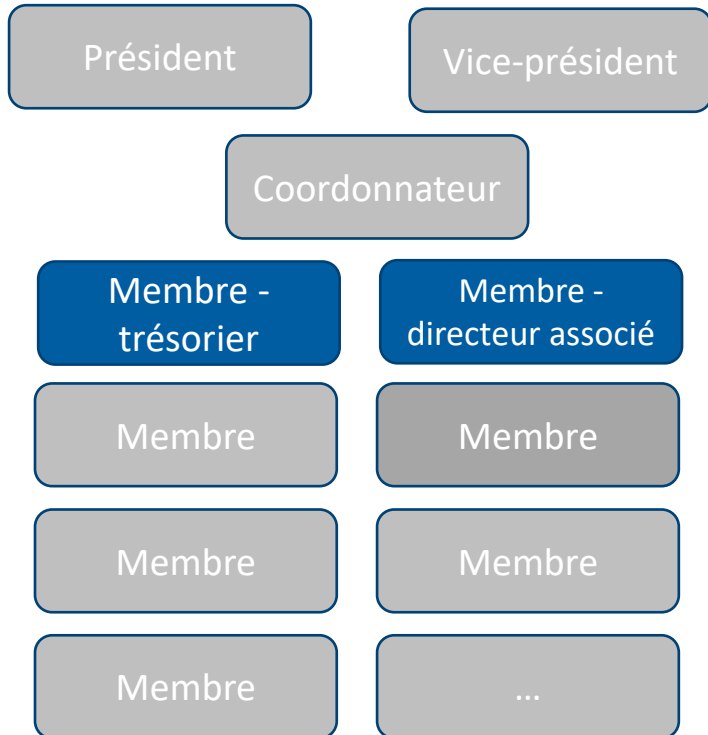 Président
Vice-président
Coordonnateur
Membre -
trésorier
Membre -
directeur associé
Membre
Membre
Membre
Membre
Membre
...